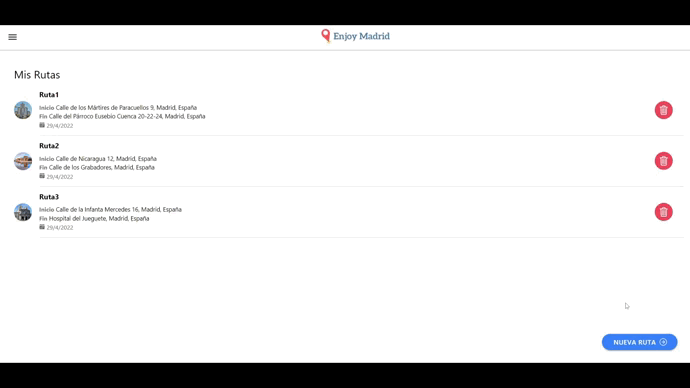 Enjoy Madrid
Mis Rutas
Ruta1
Inicio Calle de los Mártires de Paracuellos 9, Madrid, España
Fin Calle del Párroco Eusebio Cuenca 20-22-24, Madrid, España
29/4/2022
Ruta2
Inicio Calle de Nicaragua 12, Madrid, España
Fin Calle de los Grabadores, Madrid, España
29/4/2022
Ruta3
Inicio Calle de la Infanta Mercedes 16, Madrid, España
Fin Hospital del Jueguete, Madrid, España
29/4/2022
NUEVA RUTA